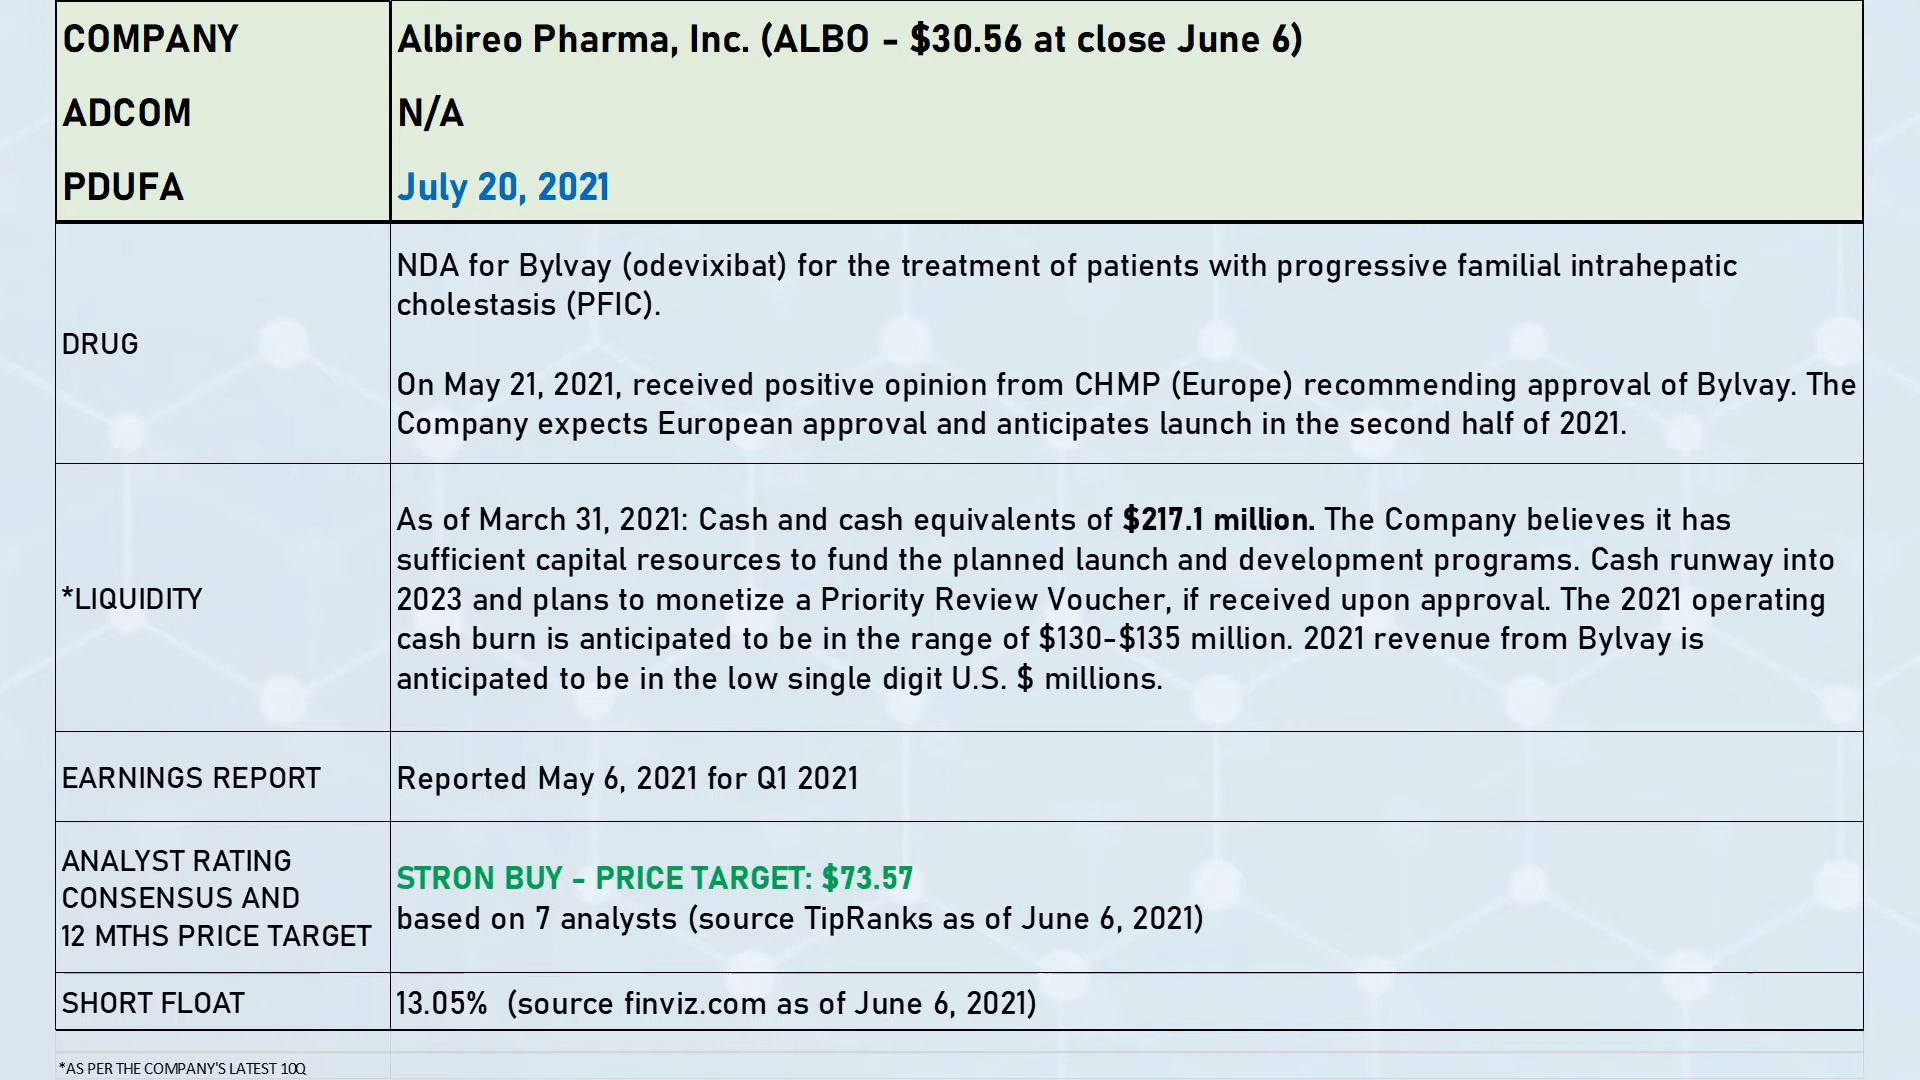 COMPANY
Albireo Pharma, Inc. (ALBO - $30.56 at close June 6)
ADCOM
N/A
PDUFA
July 20, 2021
DRUG
NDA for Bylvay (odevixibat) for the treatment of patients with progressive familial intrahepatic
cholestasis (PFIC).
On May 21, 2021, received positive opinion from CHMP (Europe) recommending approval of Bylvay. The
Company expects European approval and anticipates launch in the second half of 2021.
*LIQUIDITY
As of March 31, 2021: Cash and cash equivalents of $217.1 million. The Company believes it has
sufficient capital resources to fund the planned launch and development programs. Cash runway into
2023 and plans to monetize a Priority Review Voucher, if received upon approval. The 2021 operating
cash burn is anticipated to be in the range of $130-$135 million. 2021 revenue from Bylvay is
anticipated to be in the low single digit U.S. $ millions.
EARNINGS REPORT
Reported May 6, 2021 for Q1 2021
ANALYST RATING
CONSENSUS AND
12 MTHS PRICE TARGET
STRON BUY - PRICE TARGET: $73.57
based on 7 analysts (source TipRanks as of June 6, 2021)
SHORT FLOAT
13.05% (source finviz.com as of June 6, 2021)
*AS PER THE COMPANY'S LATEST 10Q